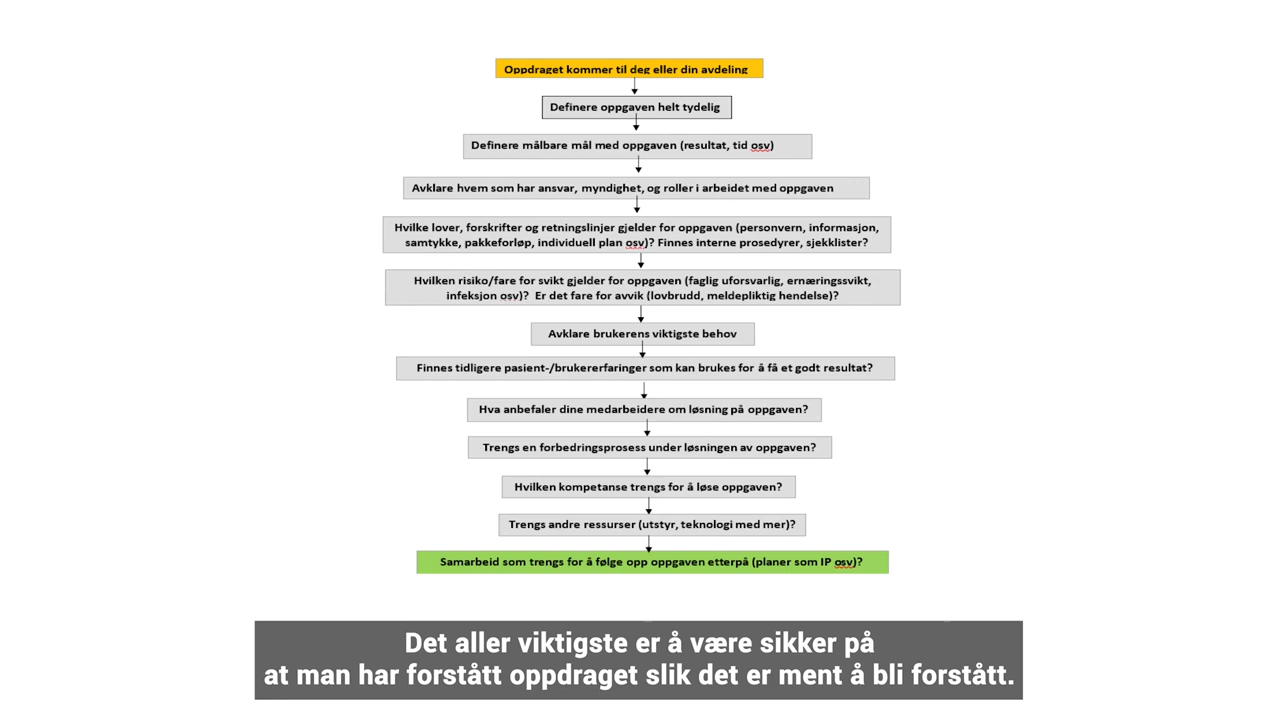 Oppdraget kommer til deg eller din avdeling
Definere oppgaven helt tydelig
Definere målbare mål med oppgaven (resultat, tid osv)
Avklare hvem som har ansvar, myndighet, og roller i arbeidet med oppgaven
Hvilke lover, forskrifter og retningslinjer gjelder for oppgaven (personvern, informasjon,
samtykke, pakkeforløp, individuell plan osv)? Finnes interne prosedyrer, sjekklister?
Hvilken risiko/fare for svikt gjelder for oppgaven (faglig uforsvarlig, ernæringssvikt,
infeksjon osv)? Er det fare for avvik (lovbrudd, meldepliktig hendelse)?
Avklare brukerens viktigste behov
Finnes tidligere pasient-/brukererfaringer som kan brukes for å få et godt resultat?
Hva anbefaler dine medarbeidere om løsning på oppgaven?
Trengs en forbedringsprosess under løsningen av oppgaven?
Hvilken kompetanse trengs for å løse oppgaven?
Trengs andre ressurser (utstyr, teknologi med mer)?
Samarbeid som trengs for å følge opp oppgaven etterpå (planer som IP osv)?
Det aller viktigste er å være sikker på
at man har forstått oppdraget slik det er ment å bli forstått.